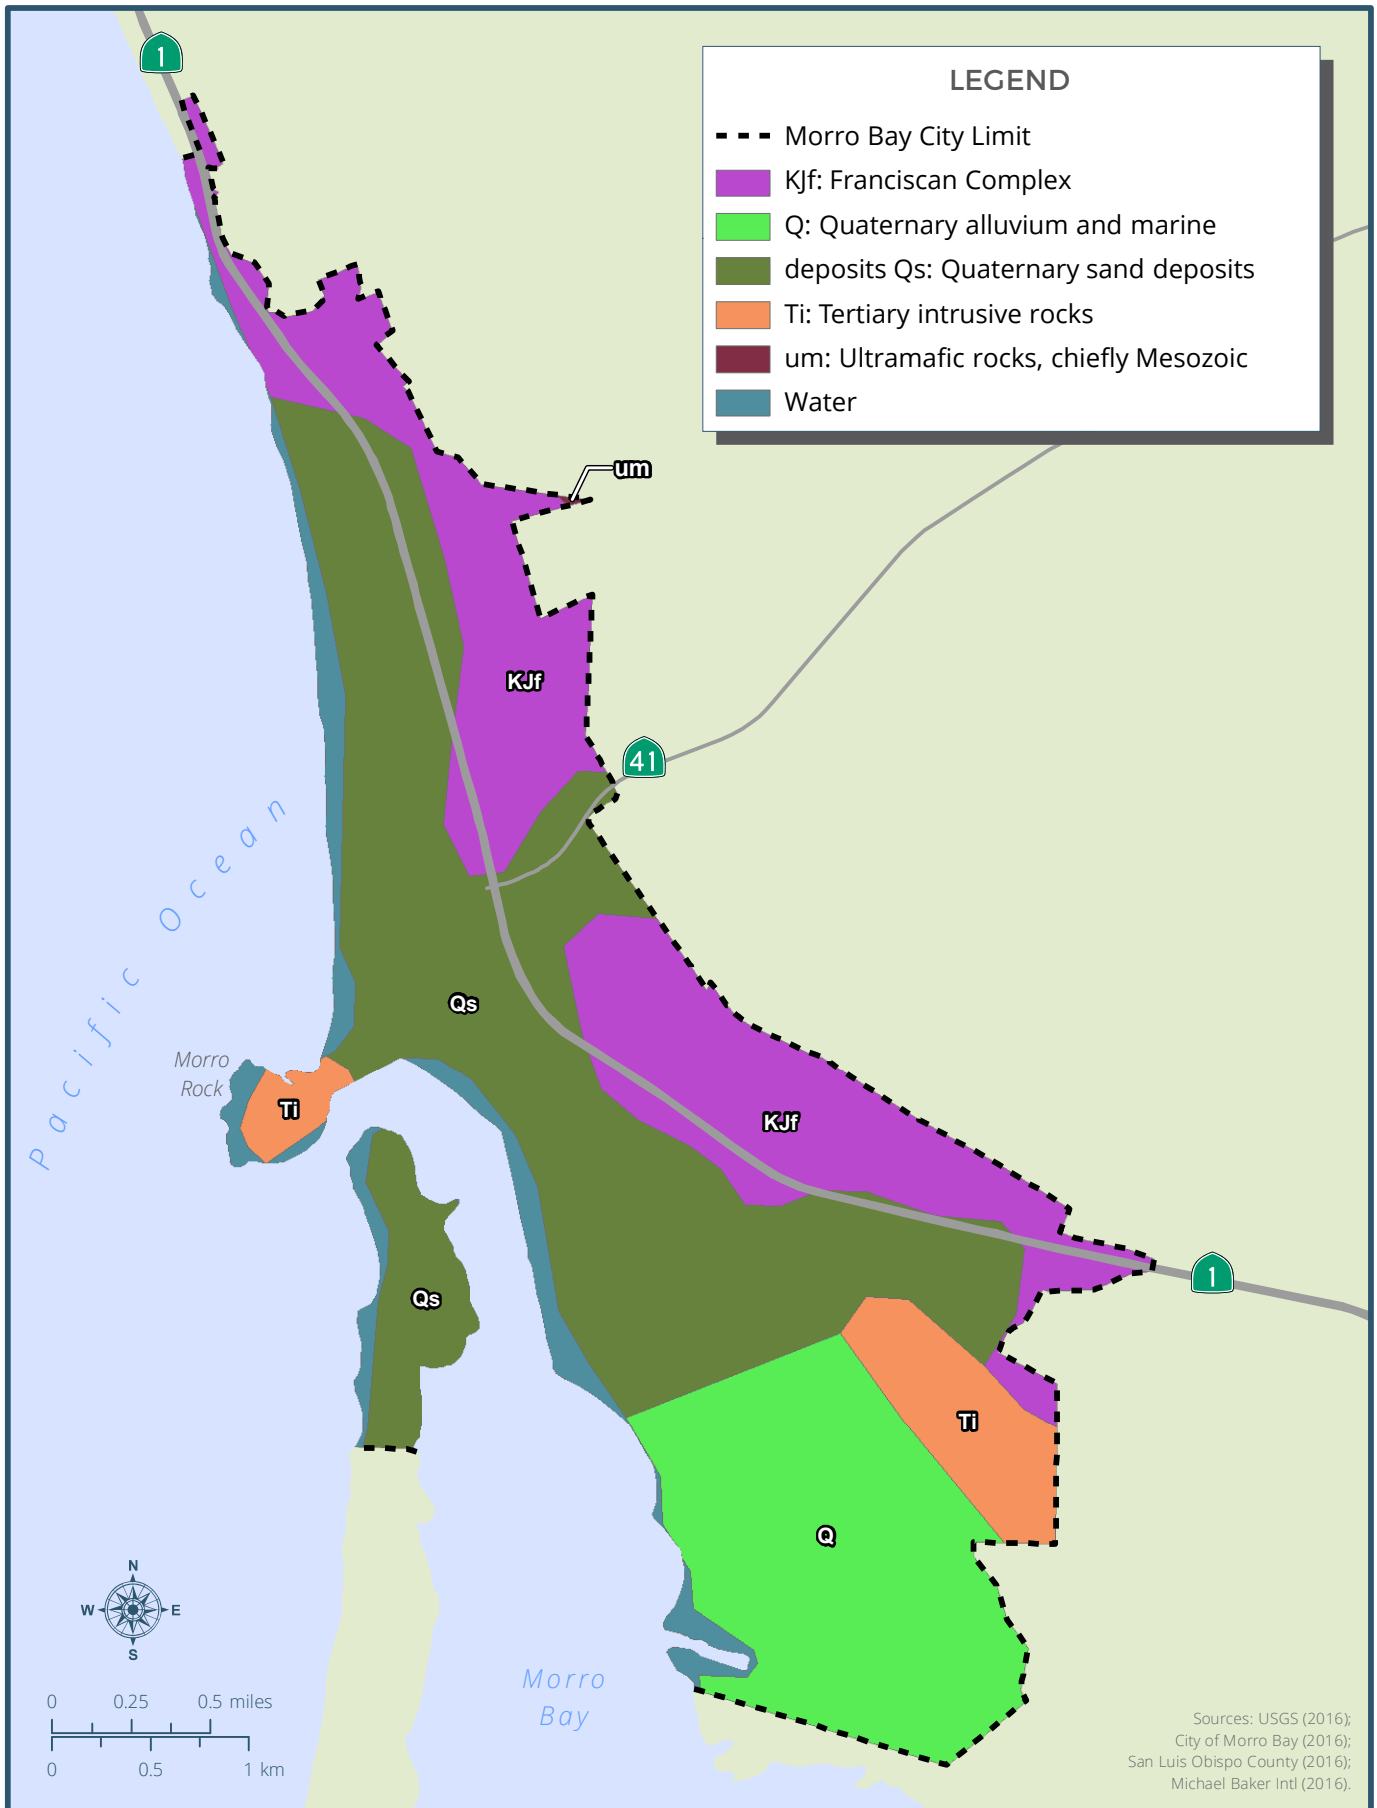 1
LEGEND
Morro Bay City Limit
KJf: Franciscan Complex
Q: Quaternary alluvium and marine
deposits Qs: Quaternary sand deposits
Ti: Tertiary intrusive rocks
um: Ultramafic rocks, chiefly Mesozoic
Water
um
KJf
41
Pacific Ocean
Qs
Morro
Rock
Ti
KJf
1
Qs
Ti
Q
N
W E
S
Morro
Bay
0 0.25 0.5 miles
0 0.5 1 km
Sources: USGS (2016);
City of Morro Bay (2016);
San Luis Obispo County (2016);
Michael Baker Intl (2016).